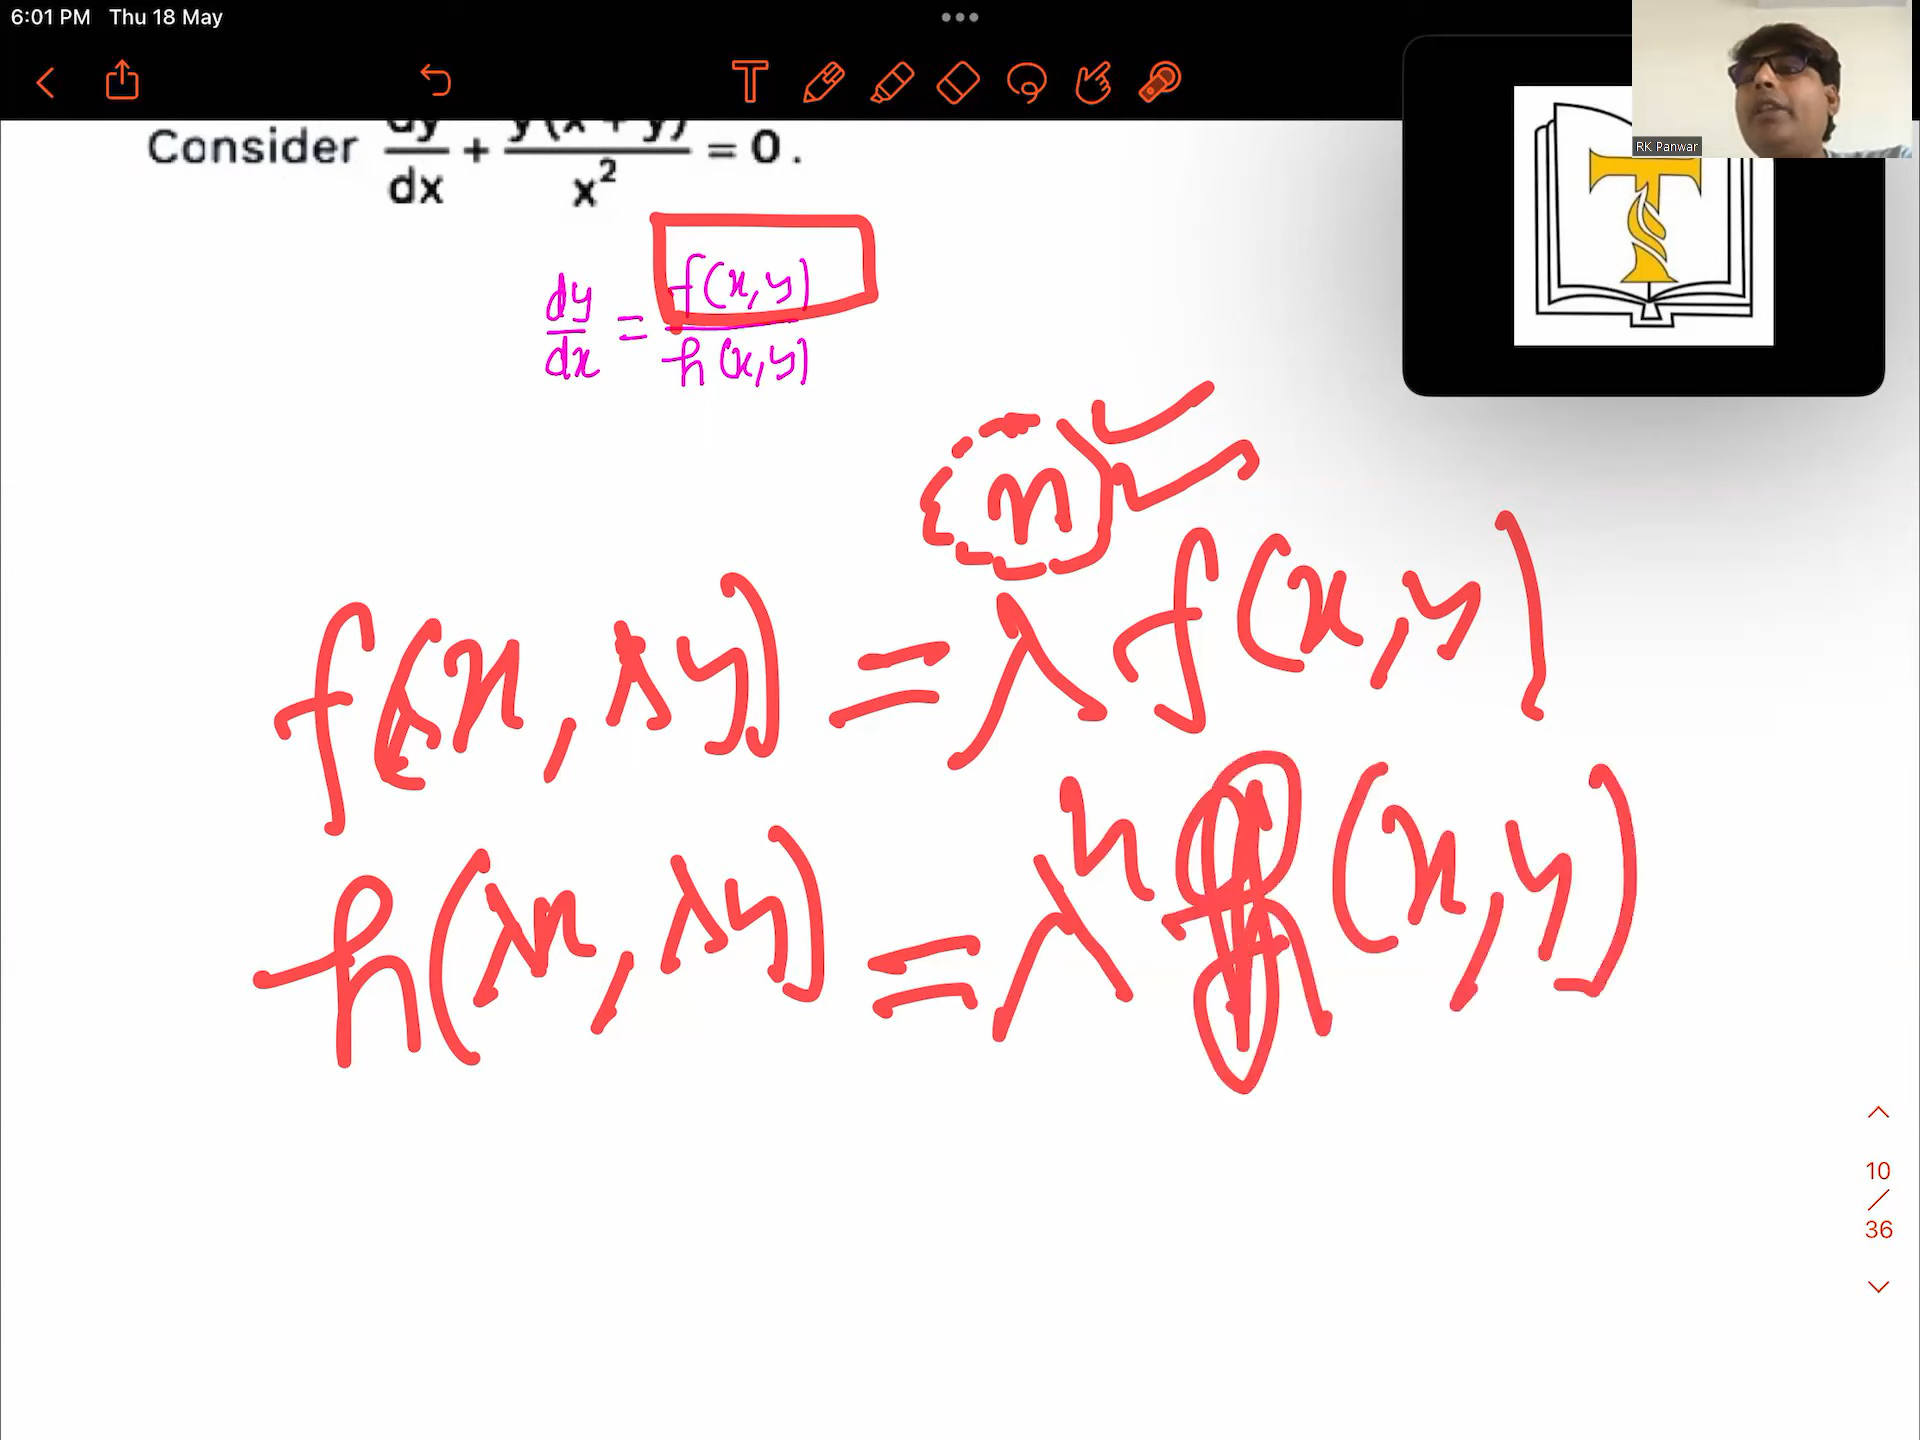 6:01 PM Thu 18 May
RK Panwar
Consider dy/dx + y(x + y)/x² = 0 .
dy/dx = f(x,y)/h(x,y)
f(λx, λy) = λⁿ f(x,y)
h(λx, λy) = λⁿ h(x,y)
10
/
36